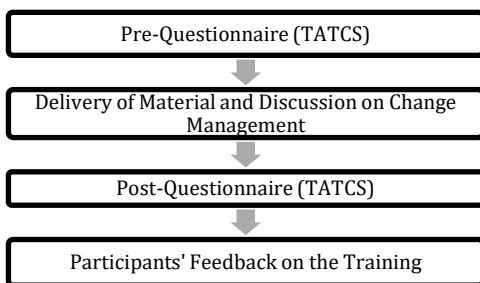 Pre-Questionnaire (TATCS)
Delivery of Material and Discussion on Change
Management
Post-Questionnaire (TATCS)
Participants' Feedback on the Training